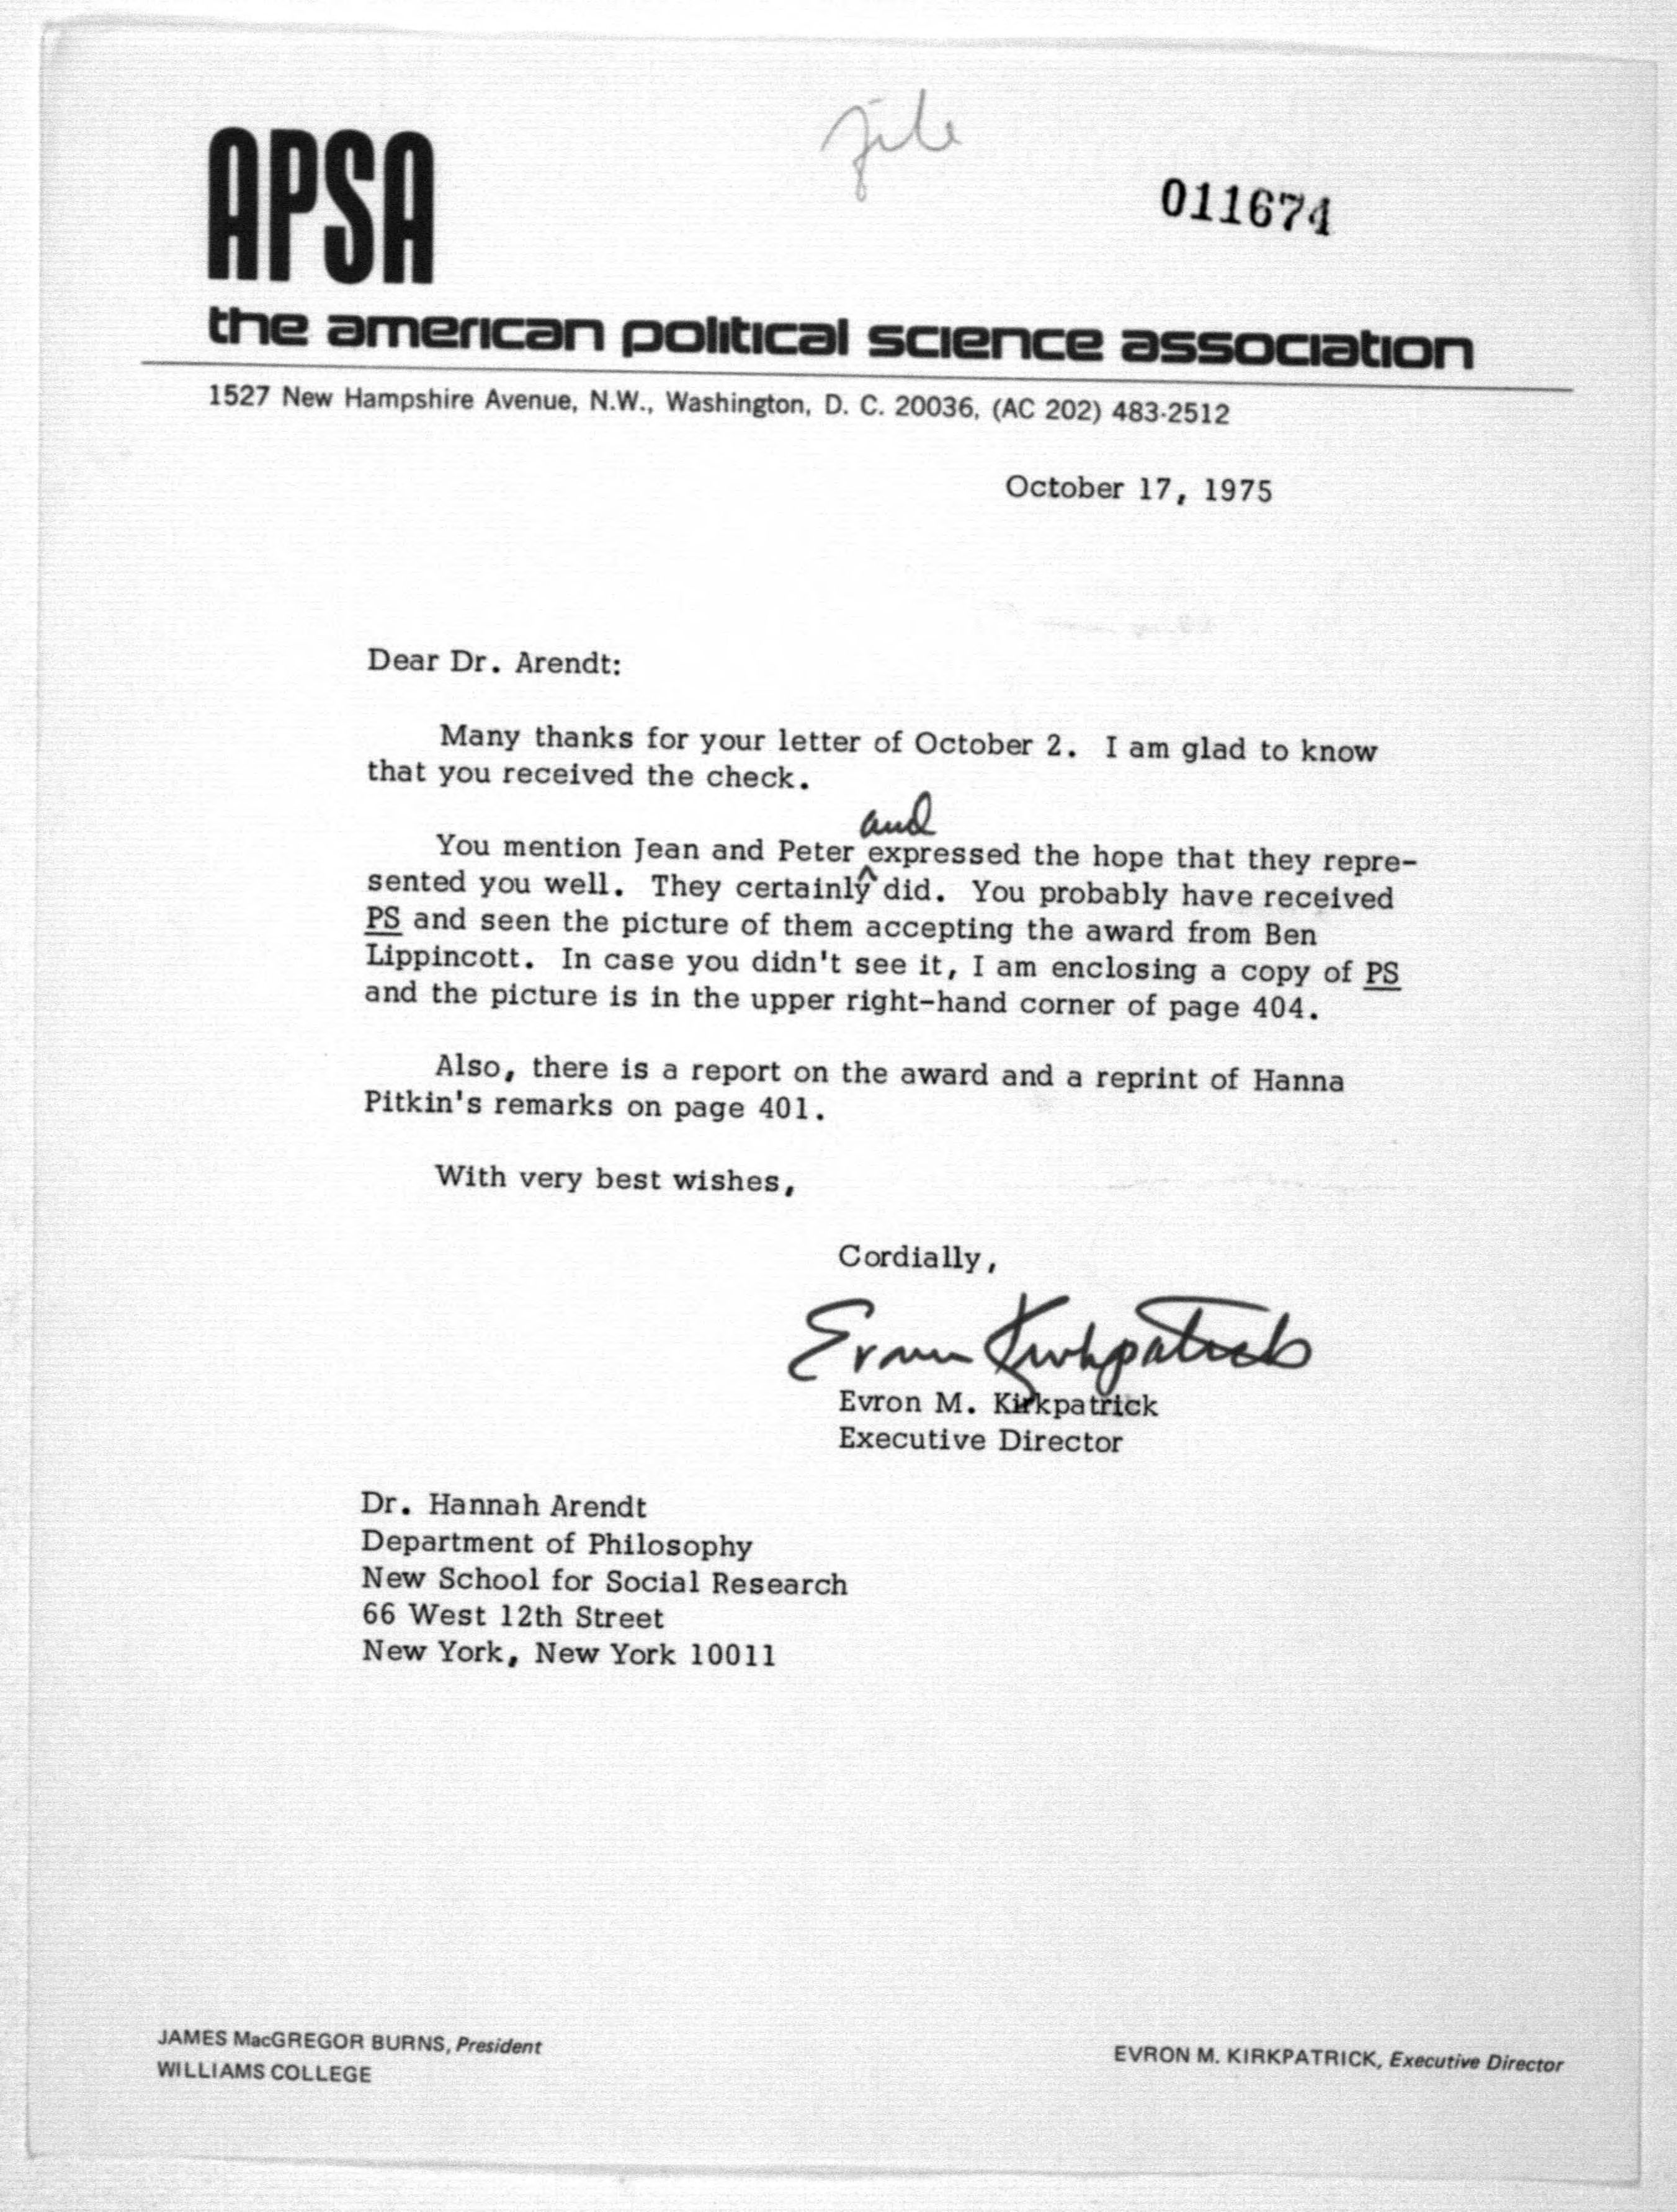 file
APSA
011674
the american political science association
1527 New Hampshire Avenue, N.W., Washington, D. C. 20036, (AC 202) 483-2512
October 17, 1975
Dear Dr. Arendt:
Many thanks for your letter of October 2. I am glad to know
that you received the check.
and
You mention Jean and Peter ^ expressed the hope that they repre-
sented you well. They certainly did. You probably have received
PS and seen the picture of them accepting the award from Ben
Lippincott. In case you didn't see it, I am enclosing a copy of PS
and the picture is in the upper right-hand corner of page 404.
Also, there is a report on the award and a reprint of Hanna
Pitkin's remarks on page 401.
With very best wishes,
Cordially,
Evron Kirkpatrick
Evron M. Kirkpatrick
Executive Director
Dr. Hannah Arendt
Department of Philosophy
New School for Social Research
66 West 12th Street
New York, New York 10011
JAMES MacGREGOR BURNS, President
WILLIAMS COLLEGE
EVRON M. KIRKPATRICK, Executive Director